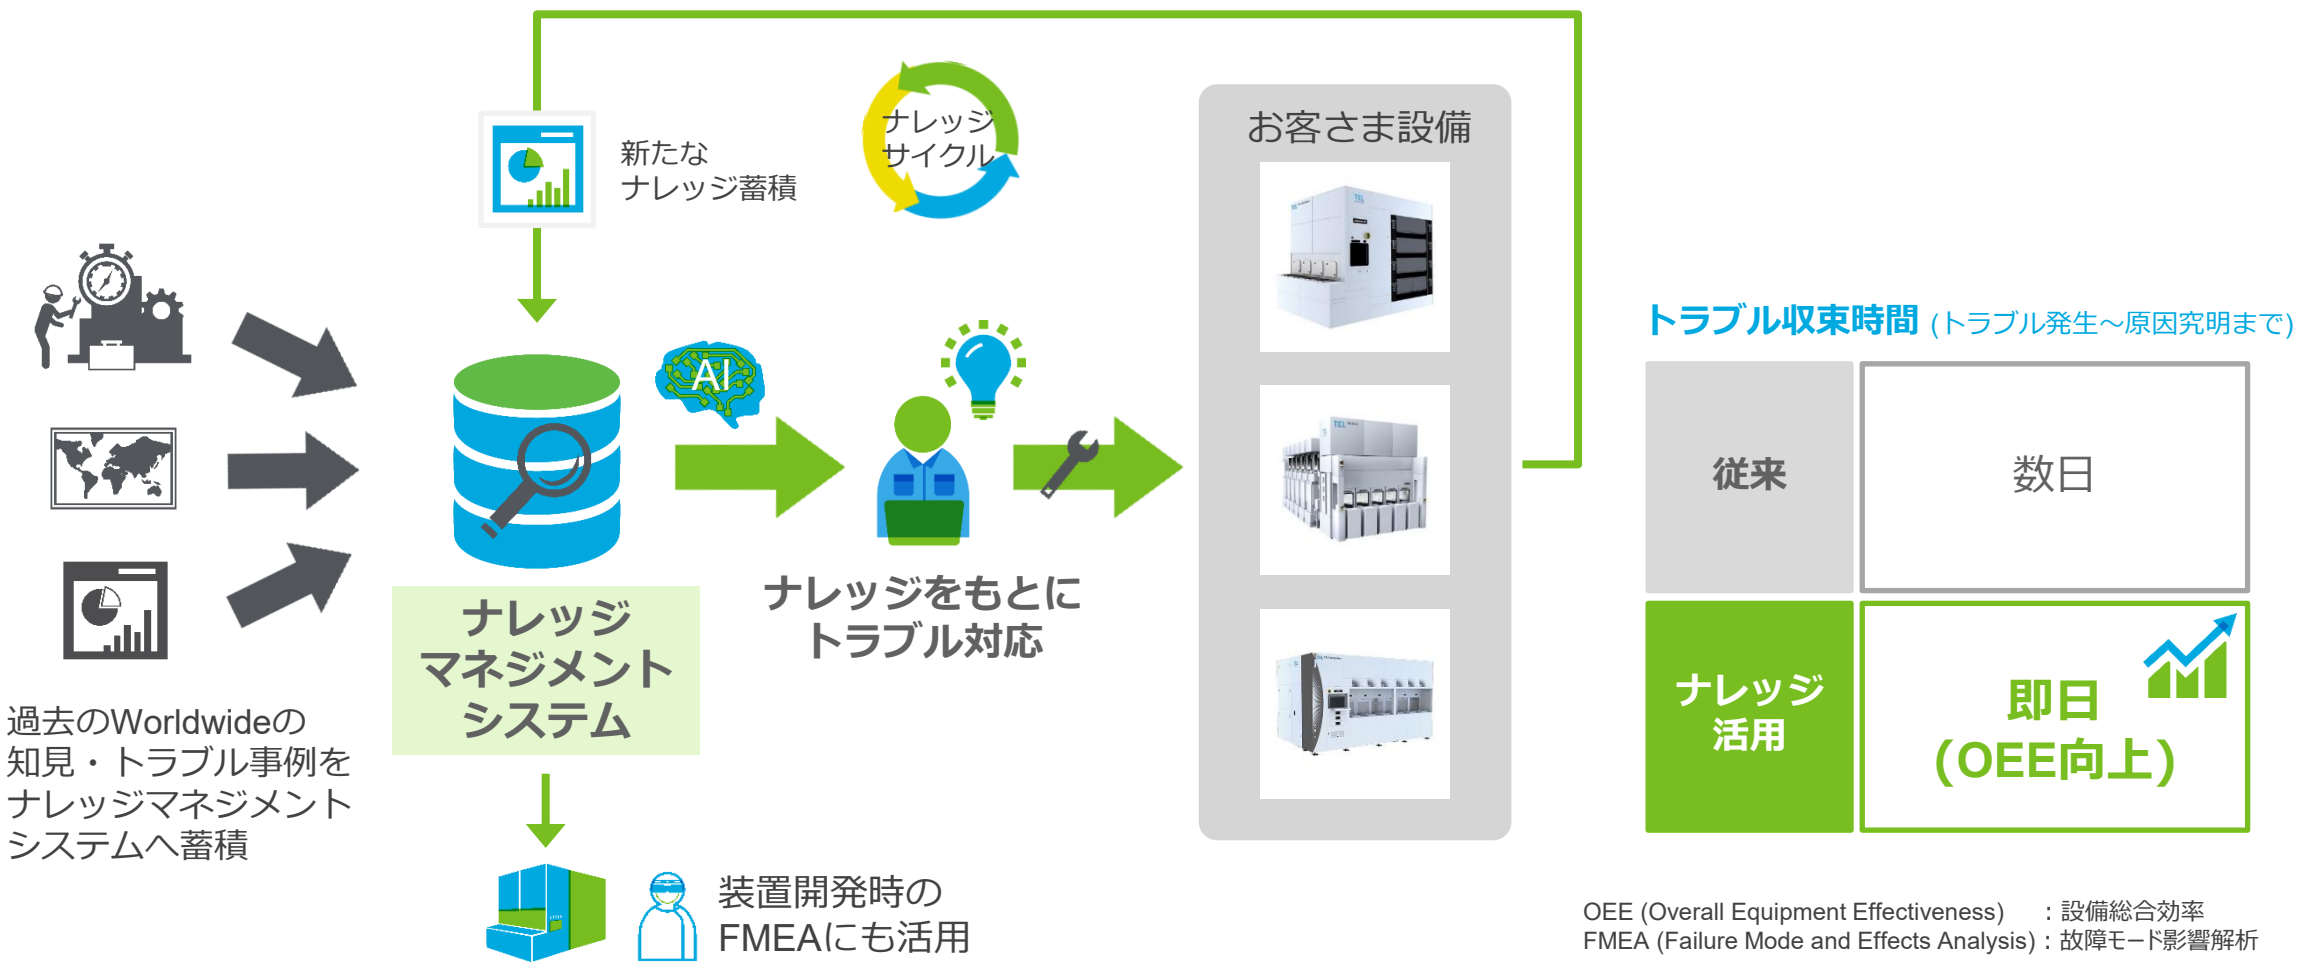 新たな
ナレッジ蓄積
ナレッジ
サイクル
お客さま設備
TEL
TEL
TEL
AI
ナレッジ
マネジメント
システム
ナレッジをもとに
トラブル対応
過去のWorldwideの
知見・トラブル事例を
ナレッジマネジメント
システムへ蓄積
装置開発時の
FMEAにも活用
トラブル収束時間 (トラブル発生～原因究明まで)
従来
数日
ナレッジ
活用
即日
(OEE向上)
OEE (Overall Equipment Effectiveness) : 設備総合効率
FMEA (Failure Mode and Effects Analysis) : 故障モード影響解析